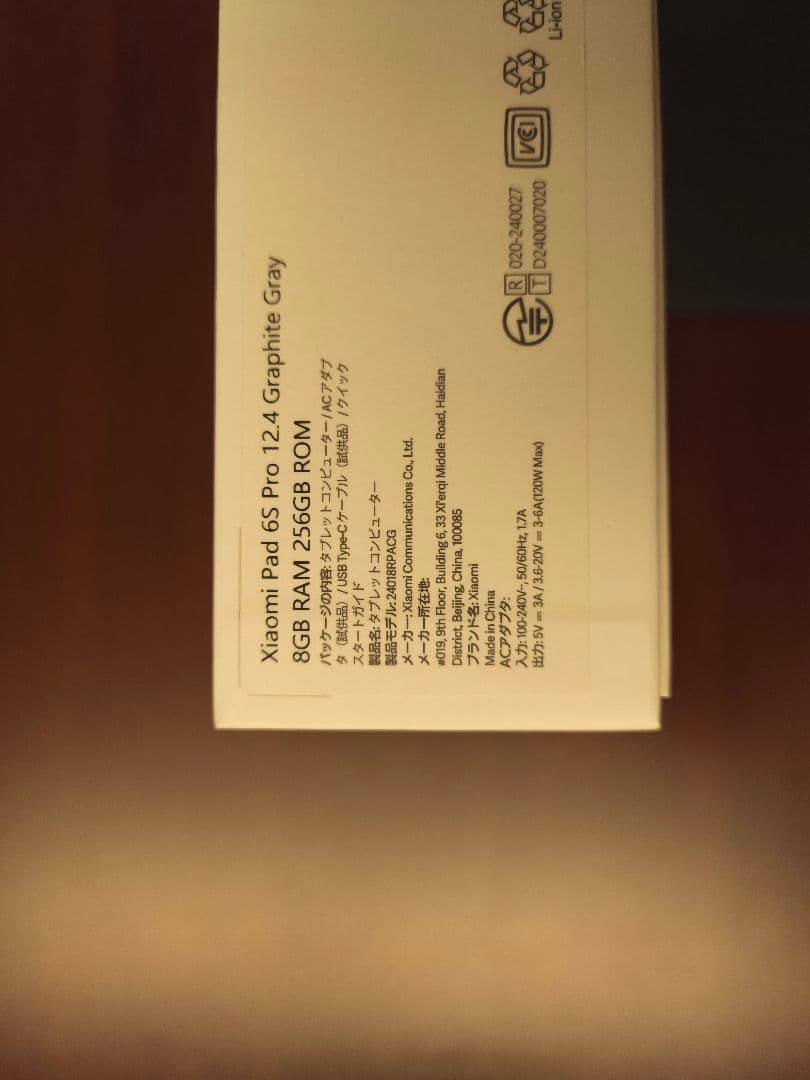 Xiaomi Pad 6S Pro 12.4 Graphite Gray
8GB RAM 256GB ROM
パッケージの内容: タブレットコンピューター / ACアダプ
タ（試供品）/ USB Type-Cケーブル（試供品）/ クイック
スタートガイド
製品名: タブレットコンピューター
製品モデル: 24018RPACG
メーカー: Xiaomi Communications Co., Ltd.
メーカー所在地:
#019, 9th Floor, Building 6, 33 Xi'erqi Middle Road, Haidian
District, Beijing, China, 100085
ブランド名: Xiaomi
Made in China
ACアダプタ:
入力: 100-240V~, 50/60Hz, 1.7A
出力: 5V ⎓ 3A / 3.6-20V ⎓ 3-6A(120W Max)
R 020-240027
T D240007020
VCI
Li-ion